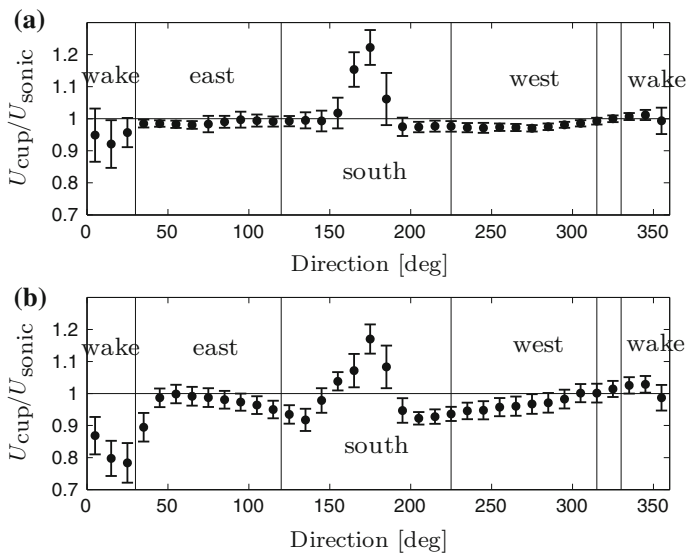 (a)
U_cup/U_sonic
1.2
1.1
1
0.9
0.8
0.7
wake east west wake
south
0 50 100 150 200 250 300 350
Direction [deg]
(b)
U_cup/U_sonic
1.2
1.1
1
0.9
0.8
0.7
wake east west wake
south
0 50 100 150 200 250 300 350
Direction [deg]